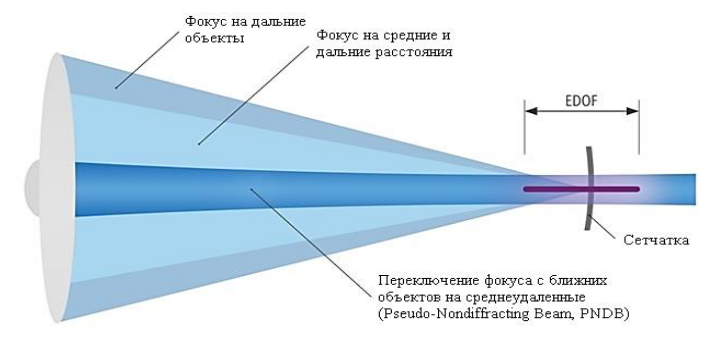 Фокус на дальние
объекты
Фокус на средние и
дальние расстояния
EDOF
Сетчатка
Переключение фокуса с ближних
объектов на среднеудаленные
(Pseudo-Nondiffracting Beam, PNDB)